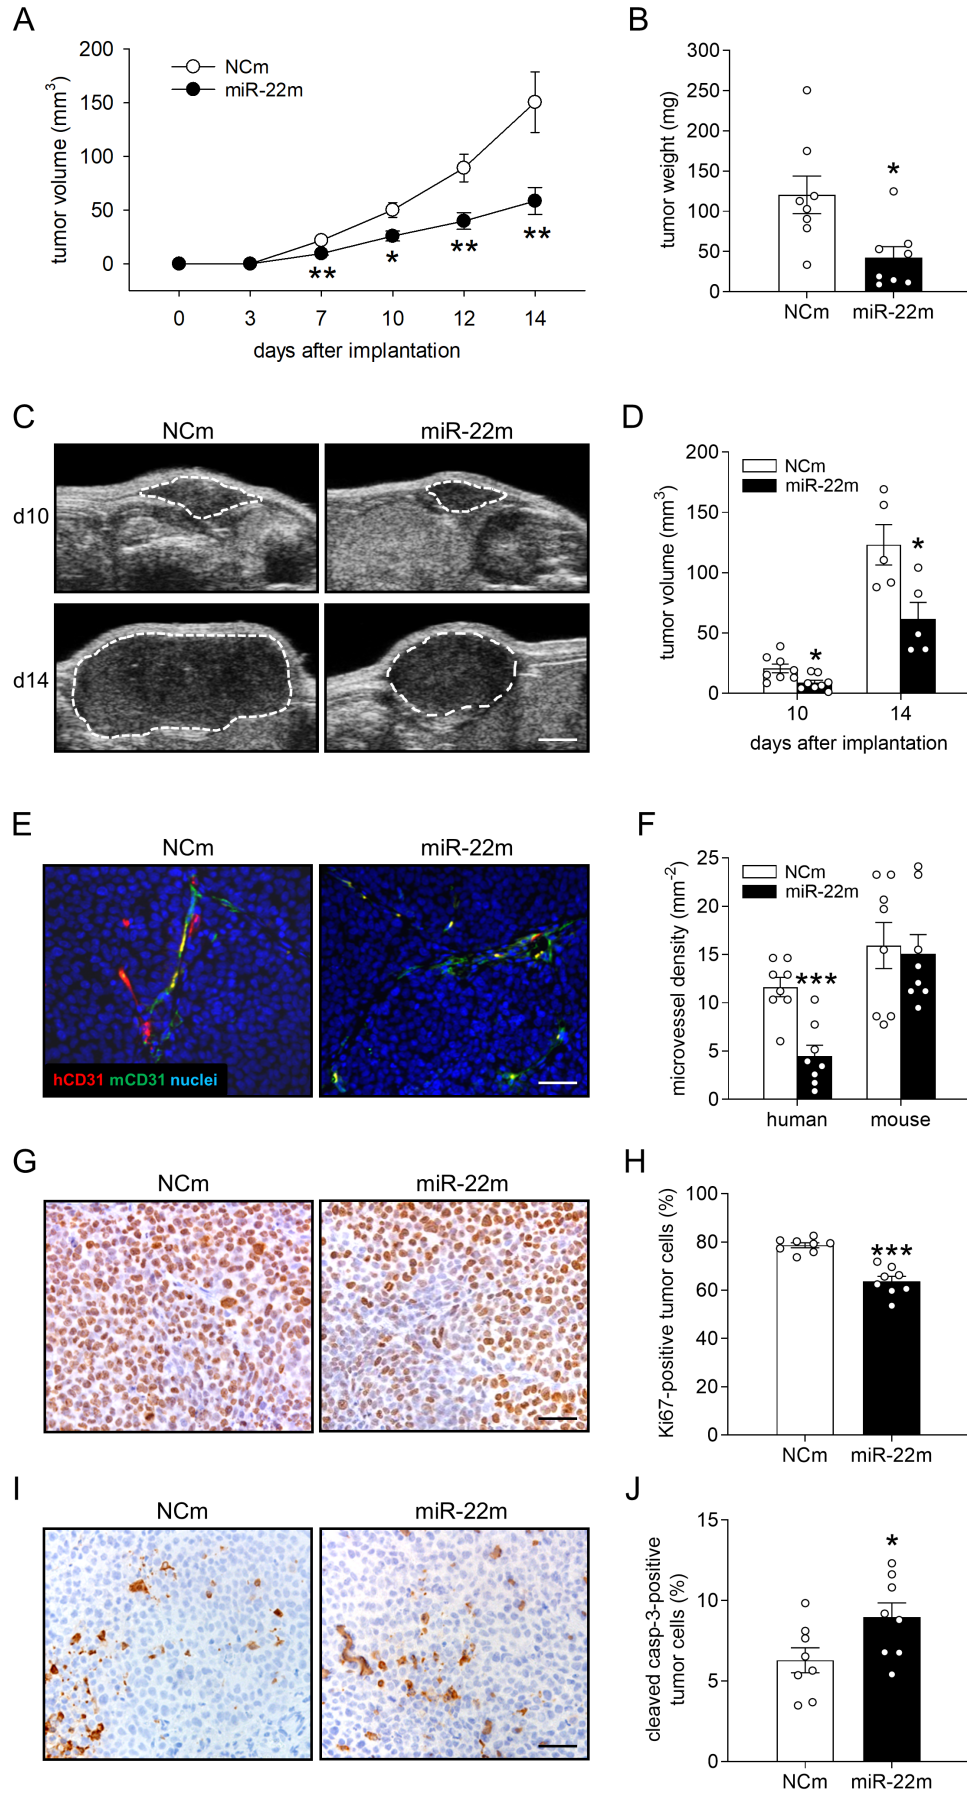 A
tumor volume (mm3)
200
150
100
50
0
NCm
miR-22m
** * ** **
0 3 7 10 12 14
days after implantation
B
tumor weight (mg)
300
250
200
150
100
50
0
*
NCm miR-22m
C
NCm miR-22m
d10
d14
D
tumor volume (mm3)
200
150
100
50
0
NCm
miR-22m
* *
10 14
days after implantation
E
NCm miR-22m
hCD31 mCD31 nuclei
F
microvessel density (mm-2)
25
20
15
10
5
0
NCm
miR-22m
***
human mouse
G
NCm miR-22m
H
Ki67-positive tumor cells (%)
100
80
60
40
20
0
***
NCm miR-22m
I
NCm miR-22m
J
cleaved casp-3-positive
tumor cells (%)
15
10
5
0
*
NCm miR-22m